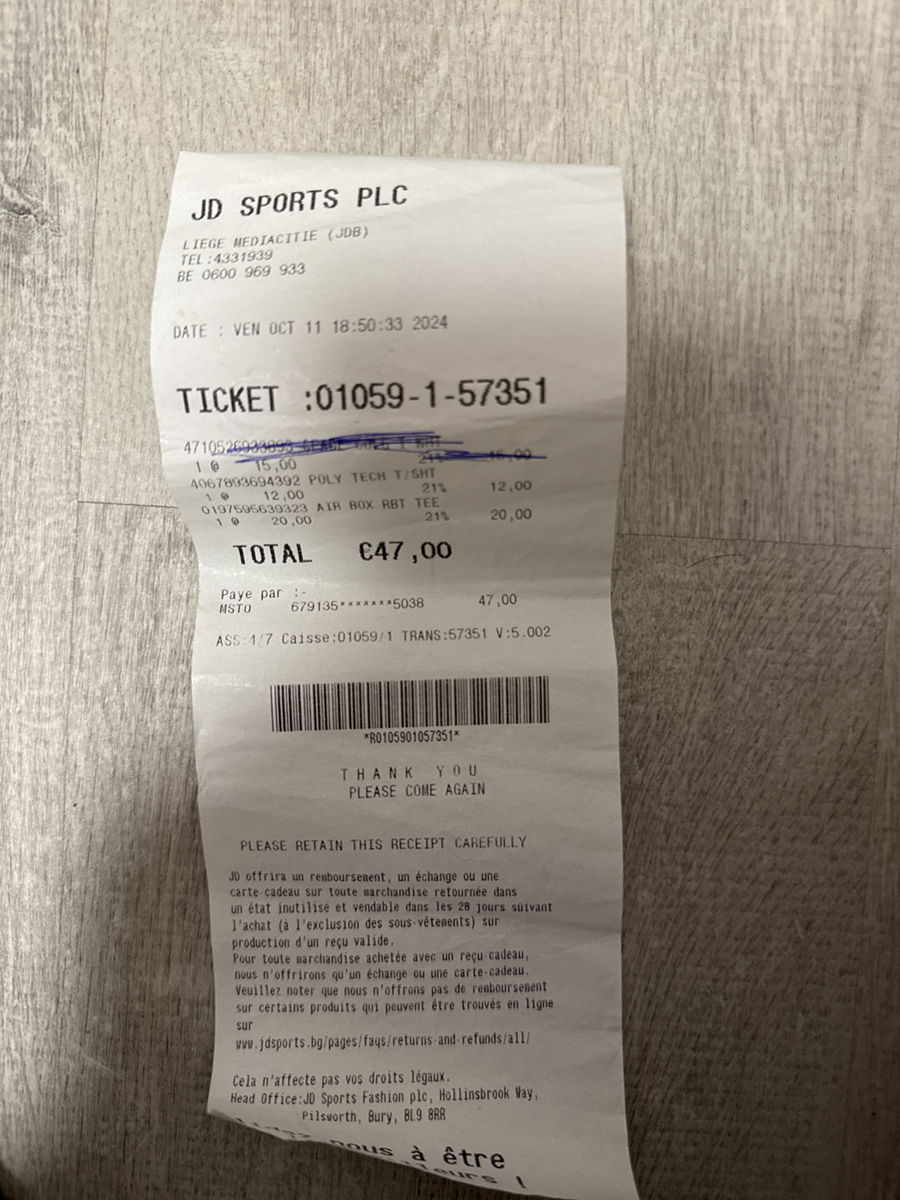 JD SPORTS PLC
LIEGE MEDIACITIE (JDB)
TEL:4331939
BE 0600 969 933
DATE : VEN OCT 11 18:50:33 2024
TICKET :01059-1-57351
21% 15,00
1 @ 15,00
4067893694392 POLY TECH T/SHT
1 @ 12,00 21% 12,00
0197595639323 AIR BOX RBT TEE
1 @ 20,00 21% 20,00
TOTAL €47,00
Paye par :-
MSTO 679135*******5038 47,00
ASS:4/7 Caisse:01059/1 TRANS:57351 V:5.002
*R0105901057351*
THANK YOU
PLEASE COME AGAIN
PLEASE RETAIN THIS RECEIPT CAREFULLY
JD offrira un remboursement, un échange ou une
carte-cadeau sur toute marchandise retournée dans
un état inutilisé et vendable dans les 28 jours suivant
l'achat (à l'exclusion des sous-vêtements) sur
production d'un reçu valide.
Pour toute marchandise achetée avec un reçu-cadeau,
nous n'offrirons qu'un échange ou une carte-cadeau.
Veuillez noter que nous n'offrons pas de remboursement
sur certains produits qui peuvent être trouvés en ligne
sur
www.jdsports.bg/pages/faqs/returns-and-refunds/all/
Cela n'affecte pas vos droits légaux.
Head Office:JD Sports Fashion plc, Hollinsbrook Way,
Pilsworth, Bury, BL9 8RR
nous à être